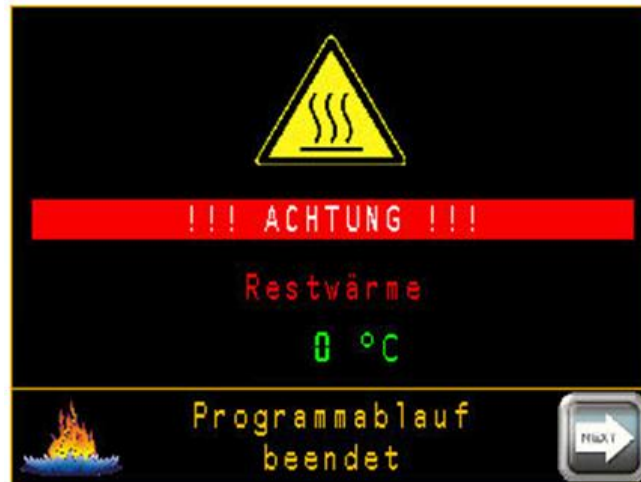 !!! ACHTUNG !!!
Restwärme
0 °C
Programmablauf
beendet
NEXT